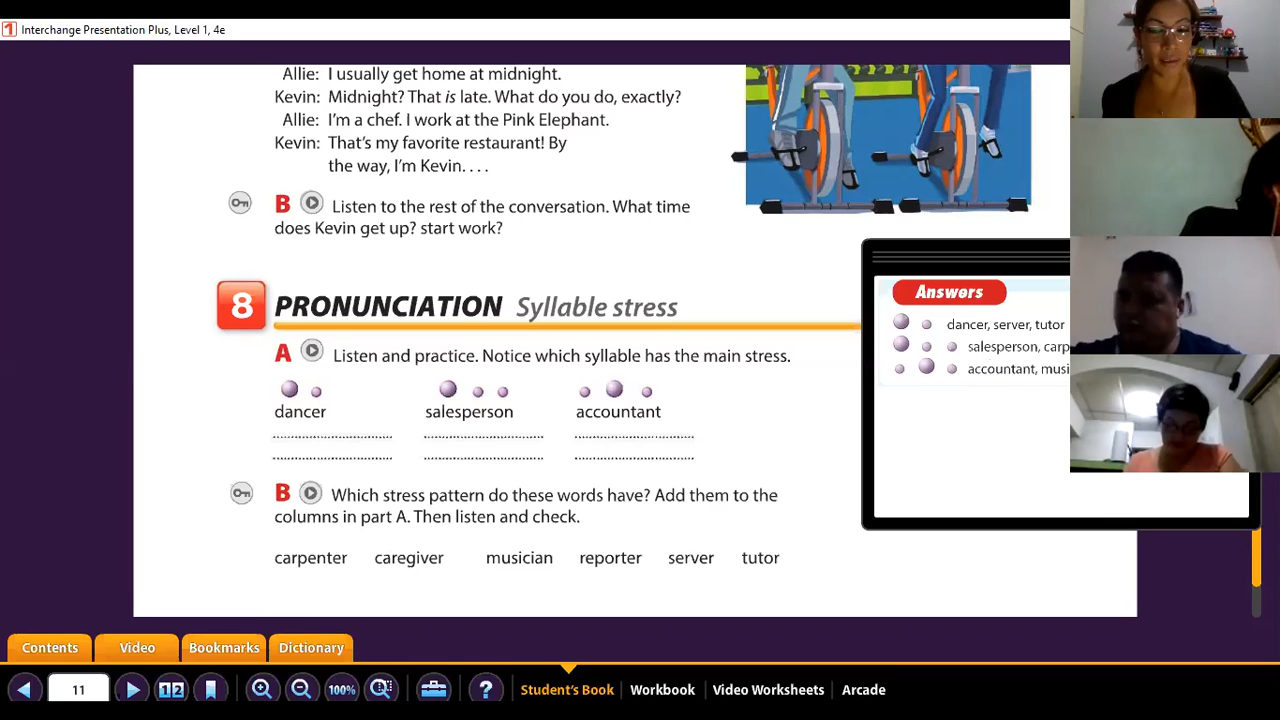 Interchange Presentation Plus, Level 1, 4e
Allie: I usually get home at midnight.
Kevin: Midnight? That is late. What do you do, exactly?
Allie: I'm a chef. I work at the Pink Elephant.
Kevin: That's my favorite restaurant! By
the way, I'm Kevin. . . .
B Listen to the rest of the conversation. What time
does Kevin get up? start work?
8 PRONUNCIATION Syllable stress
A Listen and practice. Notice which syllable has the main stress.
dancer salesperson accountant
B Which stress pattern do these words have? Add them to the
columns in part A. Then listen and check.
carpenter caregiver musician reporter server tutor
Answers
dancer, server, tutor
salesperson, carp
accountant, musi
Contents Video Bookmarks Dictionary
11 1 2 100% ? Student's Book Workbook Video Worksheets Arcade